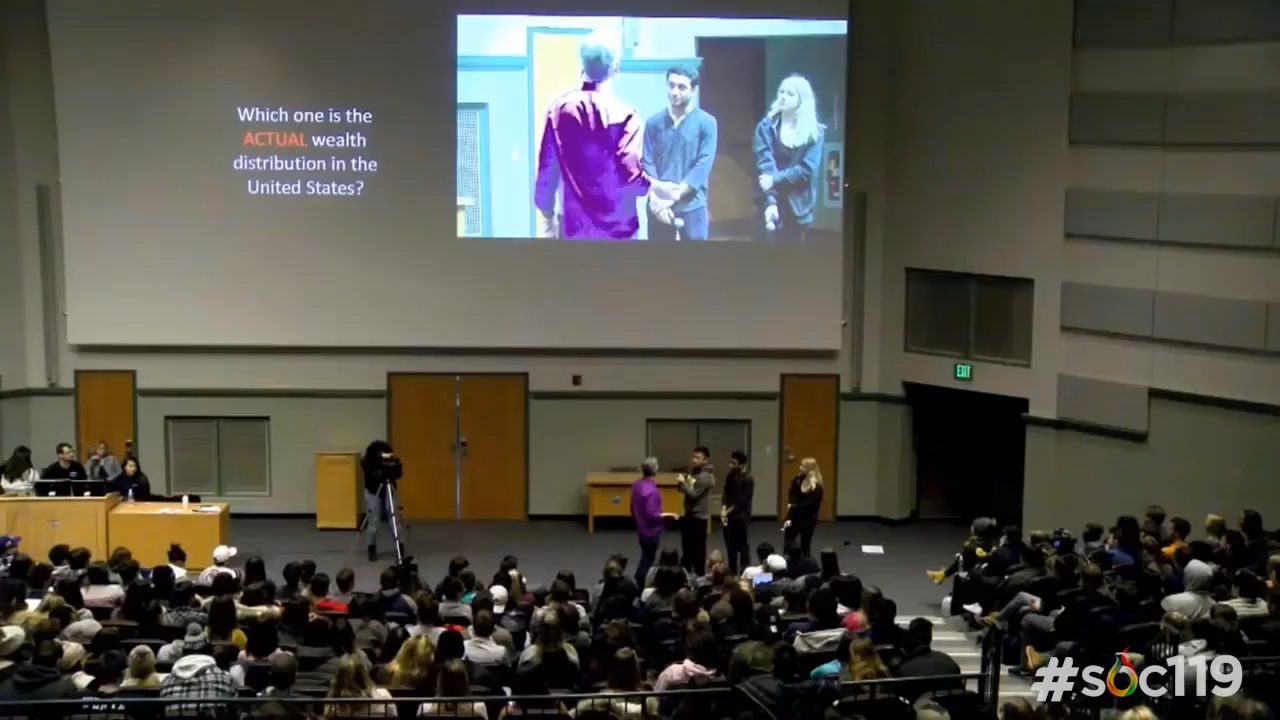 Which one is the
ACTUAL wealth
distribution in the
United States?
EXIT
#soc119